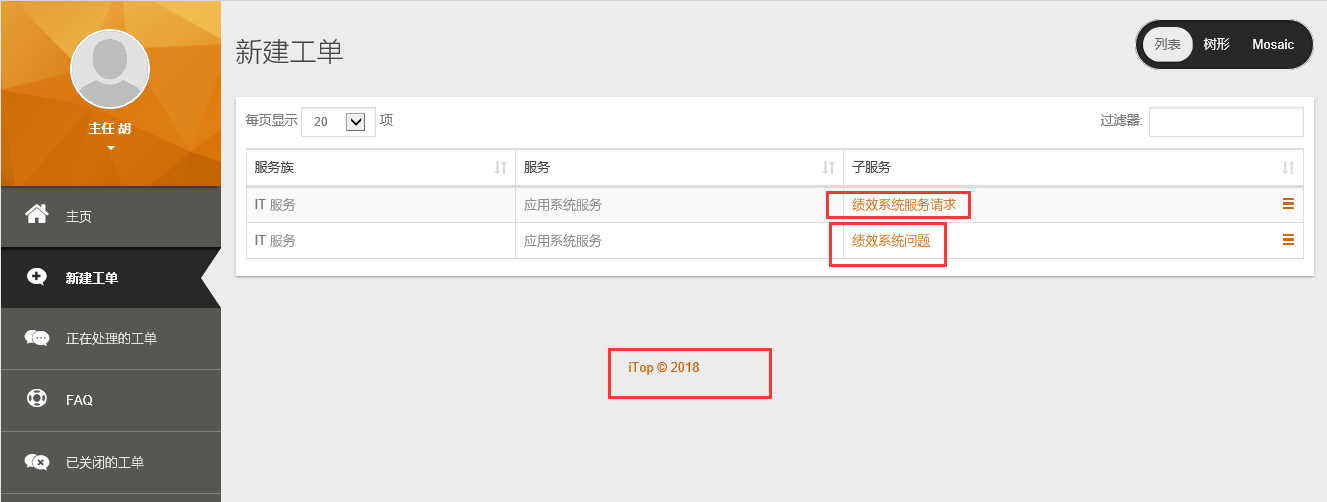 主任 胡
主页
新建工单
正在处理的工单
FAQ
已关闭的工单
新建工单
列表 树形 Mosaic
每页显示 20 项 过滤器:
服务族 服务 子服务
IT 服务 应用系统服务 绩效系统服务请求
IT 服务 应用系统服务 绩效系统问题
iTop © 2018